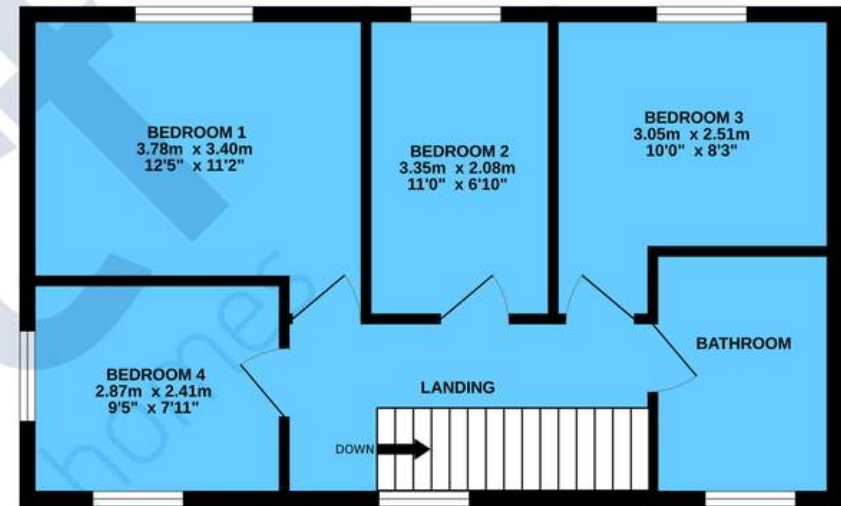 BEDROOM 1
3.78m x 3.40m
12'5" x 11'2"
BEDROOM 2
3.35m x 2.08m
11'0" x 6'10"
BEDROOM 3
3.05m x 2.51m
10'0" x 8'3"
BEDROOM 4
2.87m x 2.41m
9'5" x 7'11"
LANDING
BATHROOM
DOWN
homes